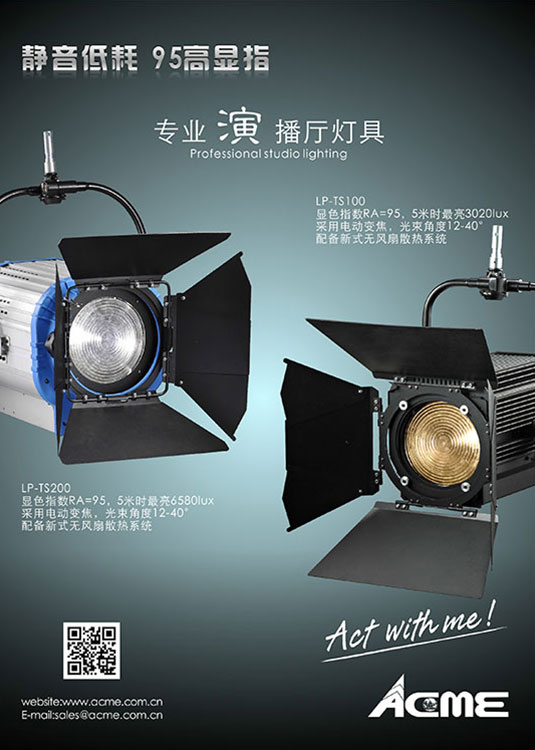 静音低耗 95高显指
专业 演 播厅灯具
Professional studio lighting
LP-TS100
显色指数RA=95，5米时最亮3020lux
采用电动变焦，光束角度12-40°
配备新式无风扇散热系统
LP-TS200
显色指数RA=95，5米时最亮6580lux
采用电动变焦，光束角度12-40°
配备新式无风扇散热系统
Act with me!
website:www.acme.com.cn
E-mail:sales@acme.com.cn
ACME